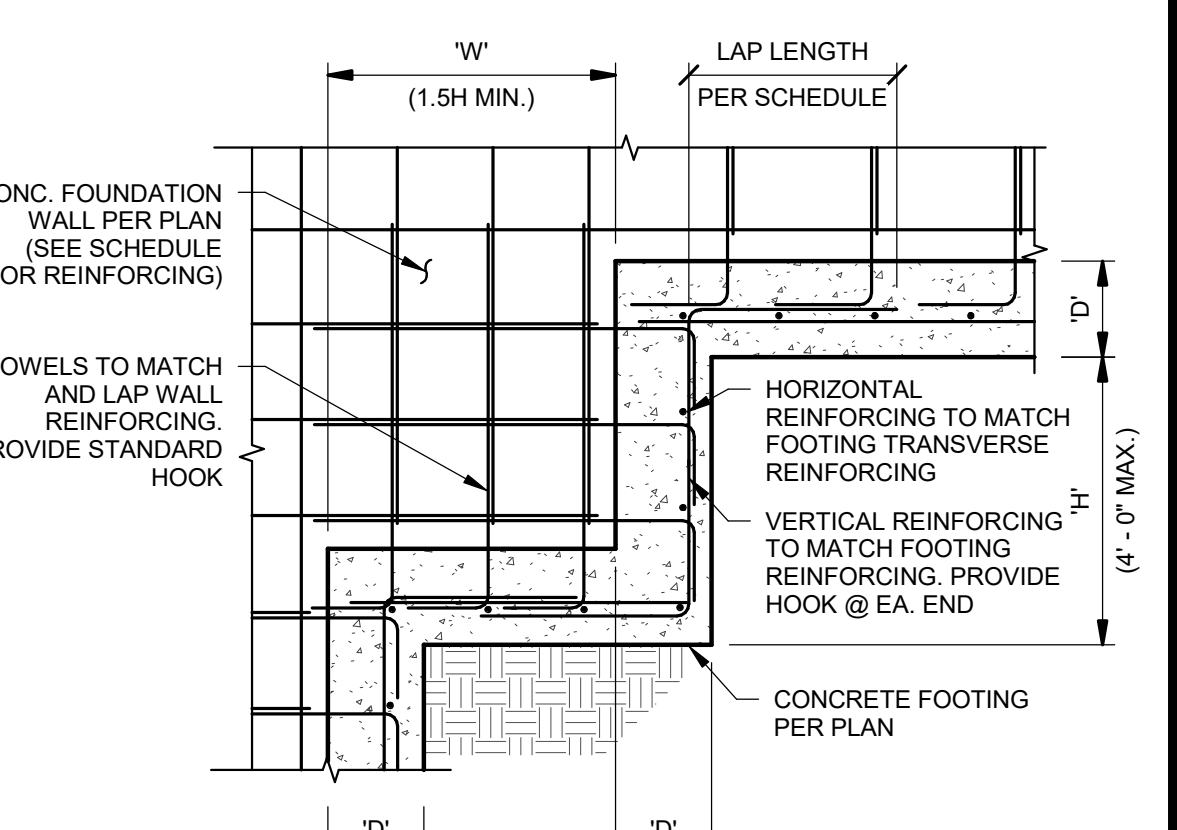 'W'
(1.5H MIN.)
LAP LENGTH
PER SCHEDULE
ONC. FOUNDATION
WALL PER PLAN
(SEE SCHEDULE
OR REINFORCING)
OWELS TO MATCH
AND LAP WALL
REINFORCING.
ROVIDE STANDARD
HOOK
'D'
HORIZONTAL
REINFORCING TO MATCH
FOOTING TRANSVERSE
REINFORCING
VERTICAL REINFORCING
TO MATCH FOOTING
REINFORCING. PROVIDE
HOOK @ EA. END
'H'
(4' - 0" MAX.)
CONCRETE FOOTING
PER PLAN
'D'
'D'